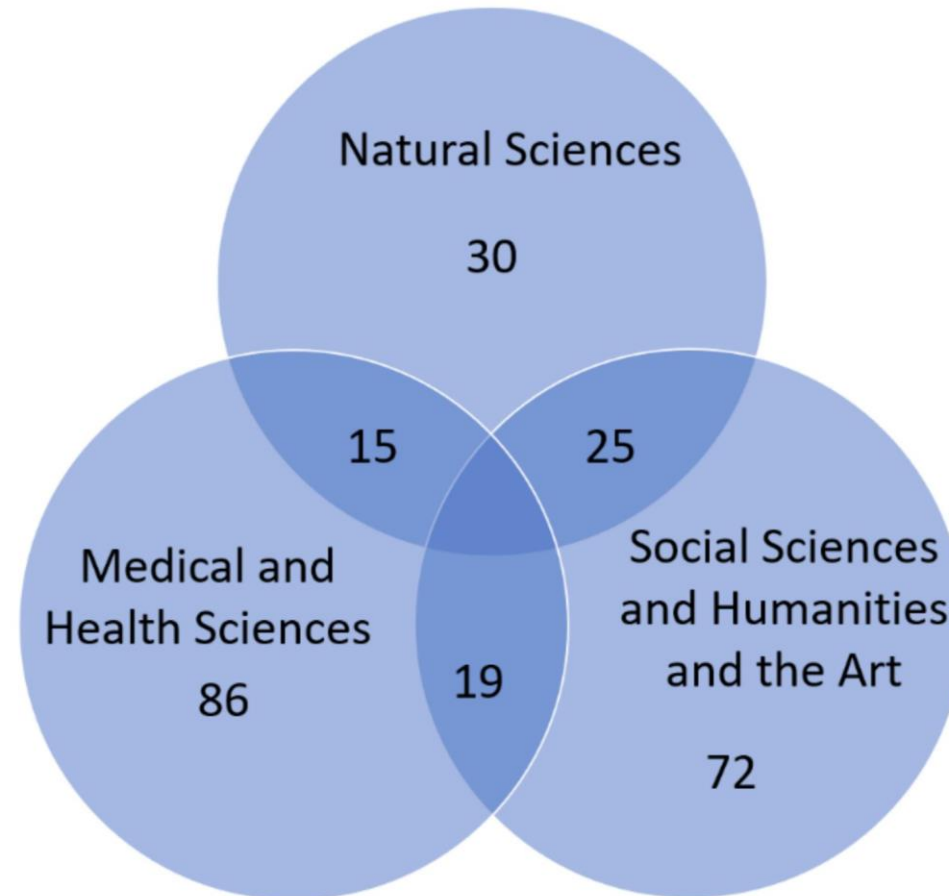 Natural Sciences
30
15
25
Medical and
Health Sciences
86
19
Social Sciences
and Humanities
and the Art
72